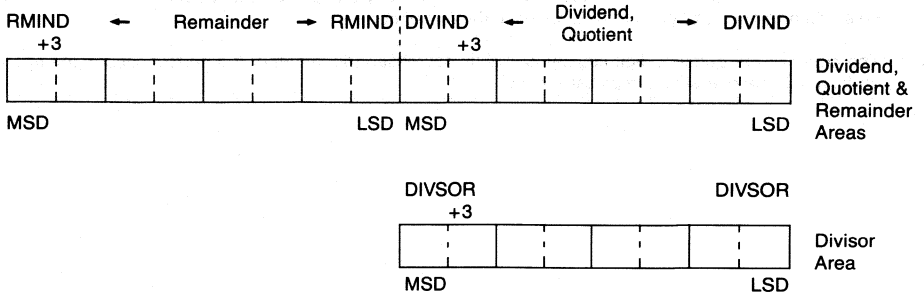 RMIND ← Remainder → RMIND DIVIND ← Dividend, Quotient → DIVIND
+3 +3
Dividend,
Quotient &
Remainder
Areas
MSD LSD MSD LSD
DIVSOR DIVSOR
+3
Divisor
Area
MSD LSD